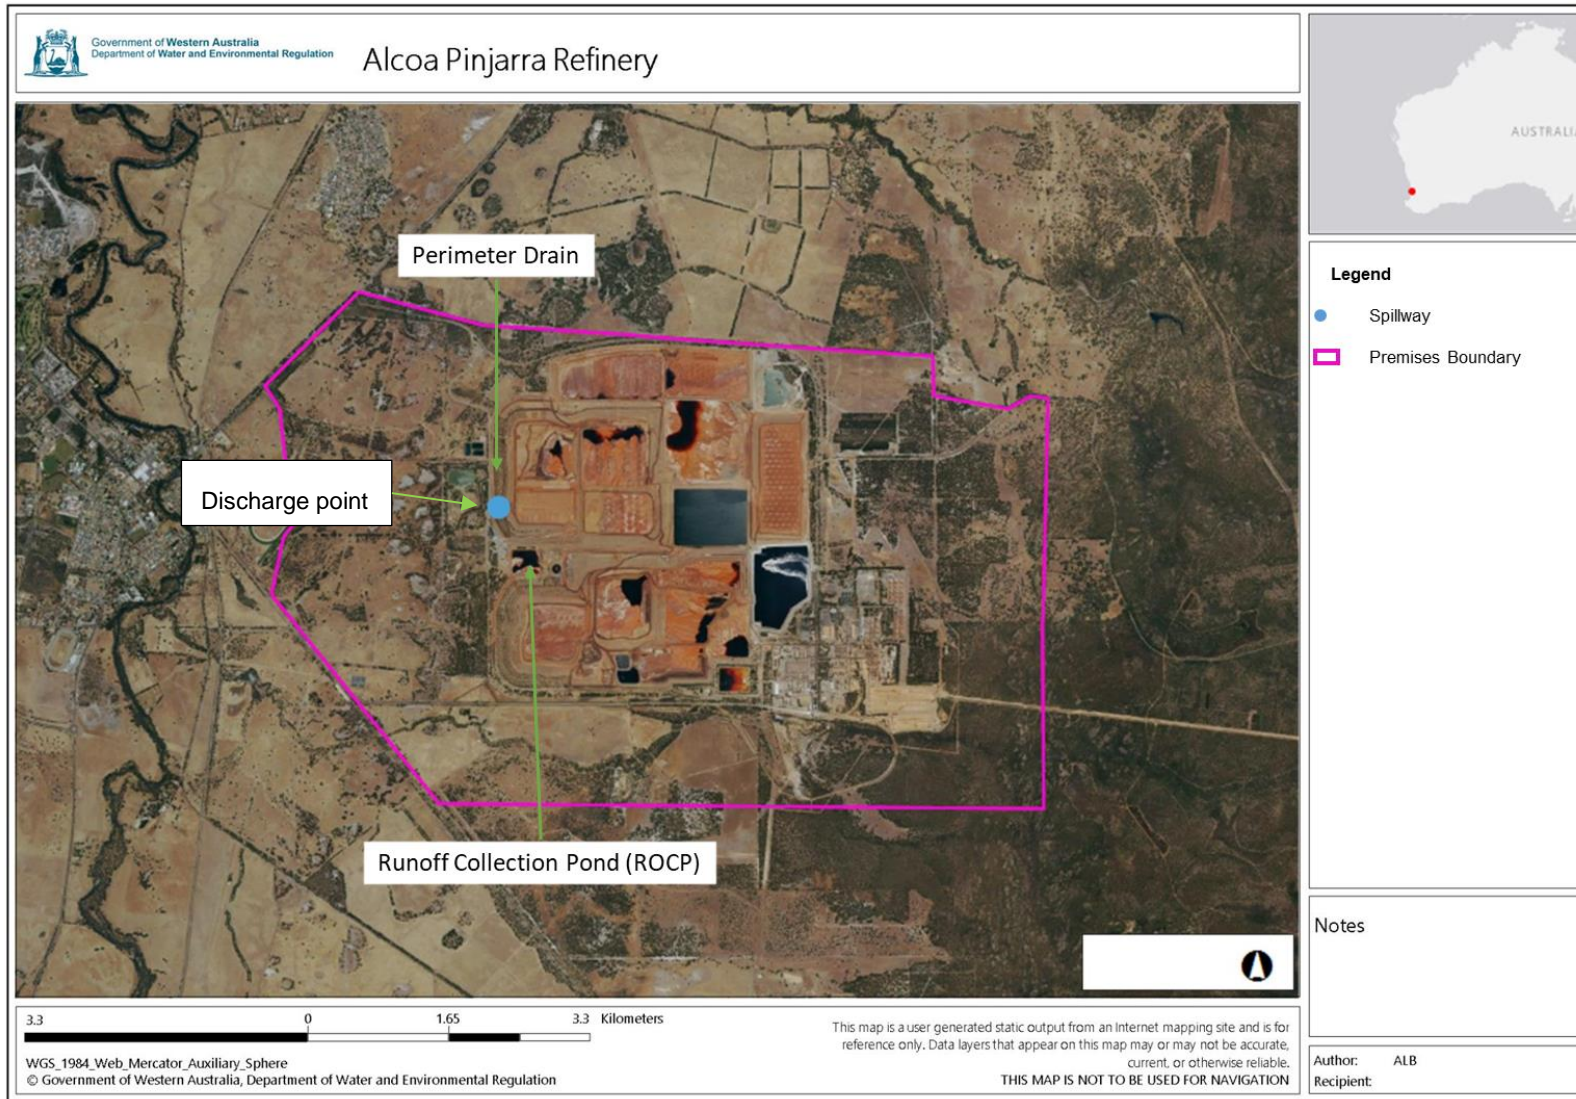 Government of Western Australia
Department of Water and Environmental Regulation
Alcoa Pinjarra Refinery
AUSTRALIA
Perimeter Drain
Discharge point
Runoff Collection Pond (ROCP)
Legend
Spillway
Premises Boundary
Notes
3.3 0 1.65 3.3 Kilometers
WGS_1984_Web_Mercator_Auxiliary_Sphere
© Government of Western Australia, Department of Water and Environmental Regulation
This map is a user generated static output from an Internet mapping site and is for
reference only. Data layers that appear on this map may or may not be accurate,
current, or otherwise reliable.
THIS MAP IS NOT TO BE USED FOR NAVIGATION
Author: ALB
Recipient: